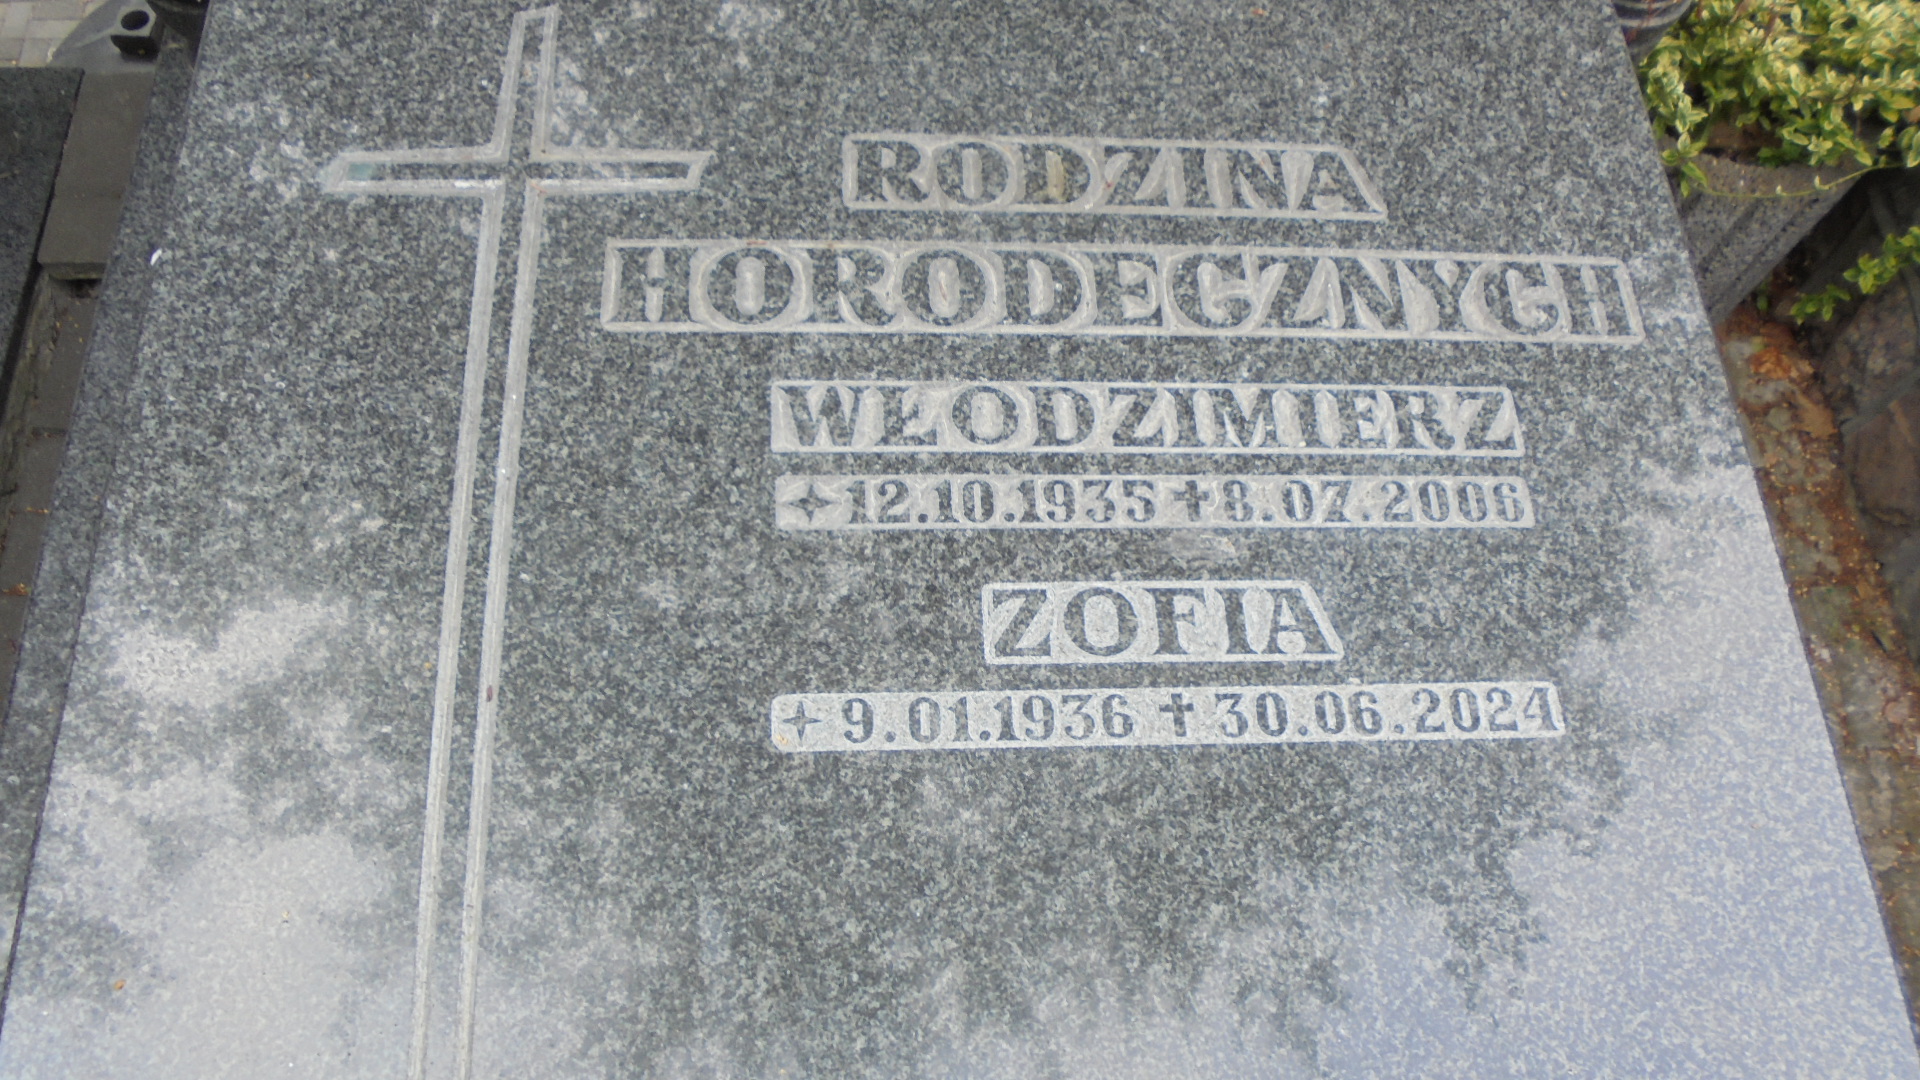 RODZINA
HORODECZNYCH
WŁODZIMIERZ
✦ 12.10.1935 ✝ 8.07.2006
ZOFIA
✦ 9.01.1936 ✝ 30.06.2024